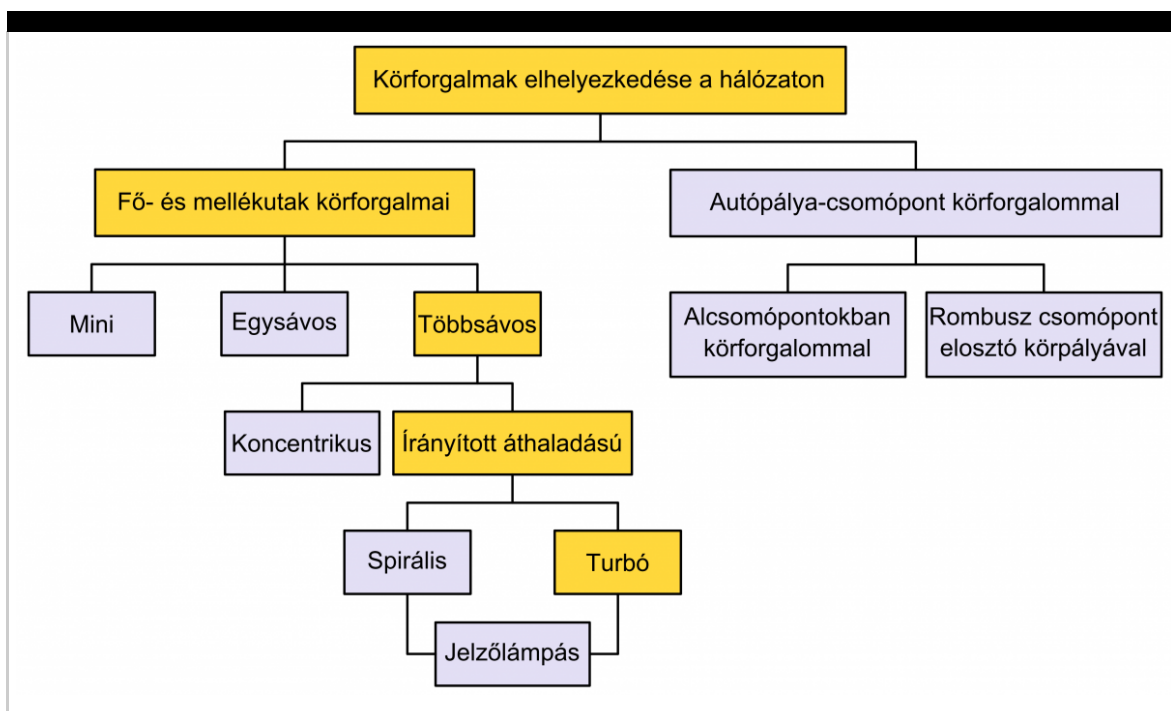 Körforgalmak elhelyezkedése a hálózaton
Fő- és mellékutak körforgalmai
Autópálya-csomópont körforgalommal
Mini
Egysávos
Többsávos
Alcsomópontokban
körforgalommal
Rombusz csomópont
elosztó körpályával
Koncentrikus
Írányított áthaladású
Spirális
Turbó
Jelzőlámpás